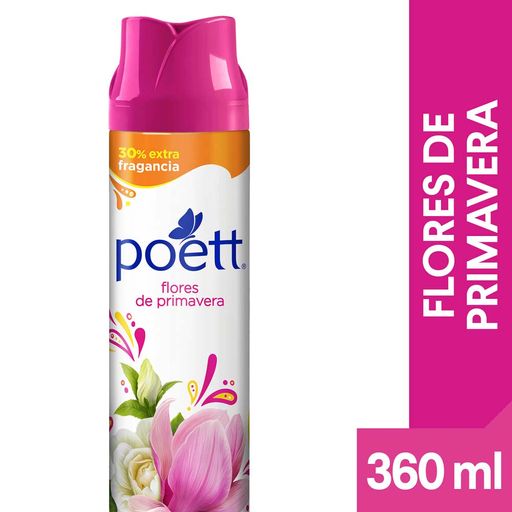 30% extra
fragancia
poett®
flores
de primavera
FLORES DE
PRIMAVERA
360 ml